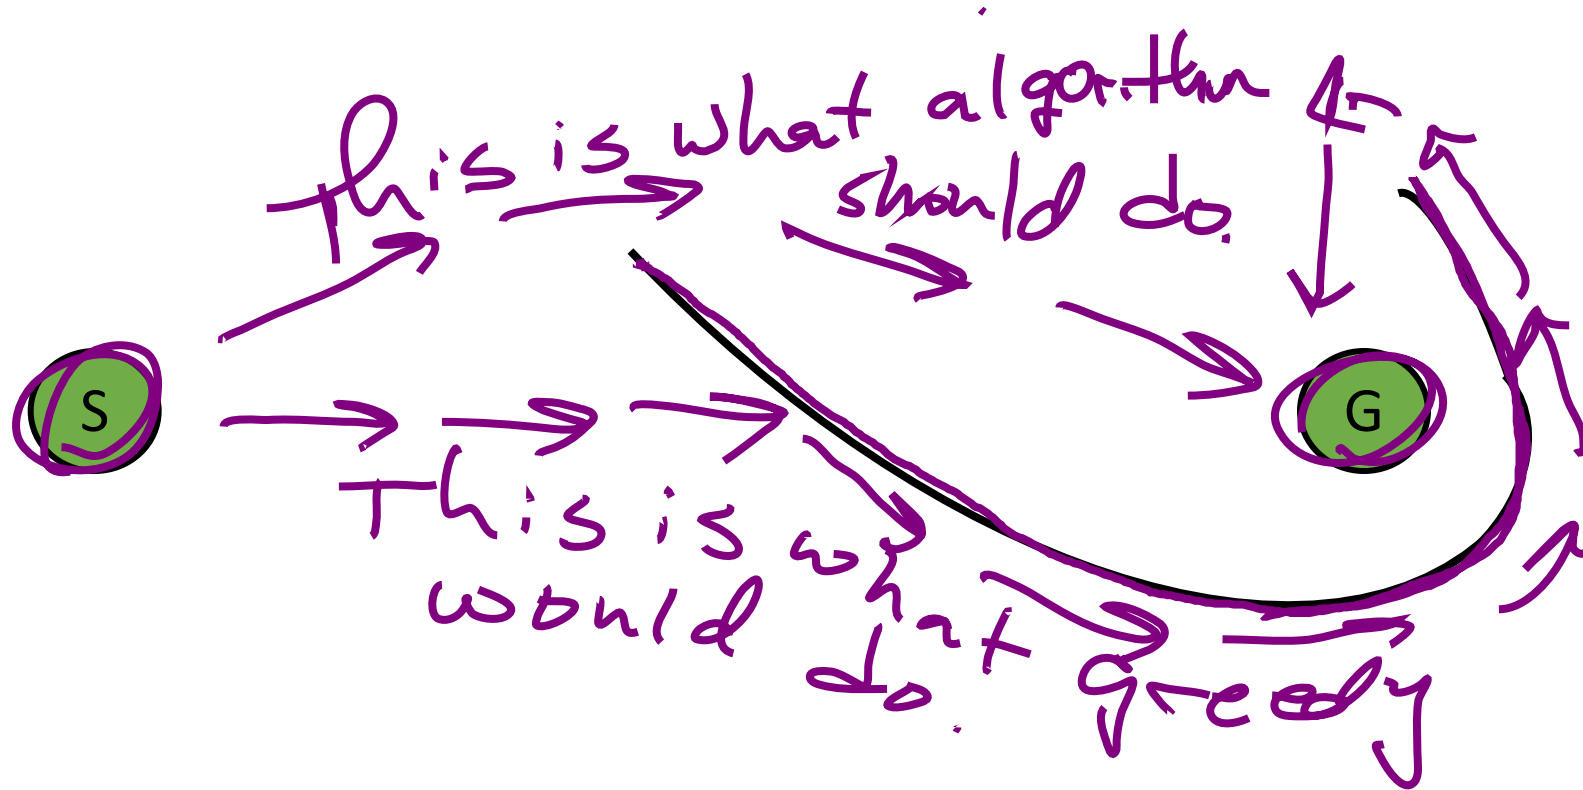 This is what algorithm
should do.
S
G
This is what greedy
would do.